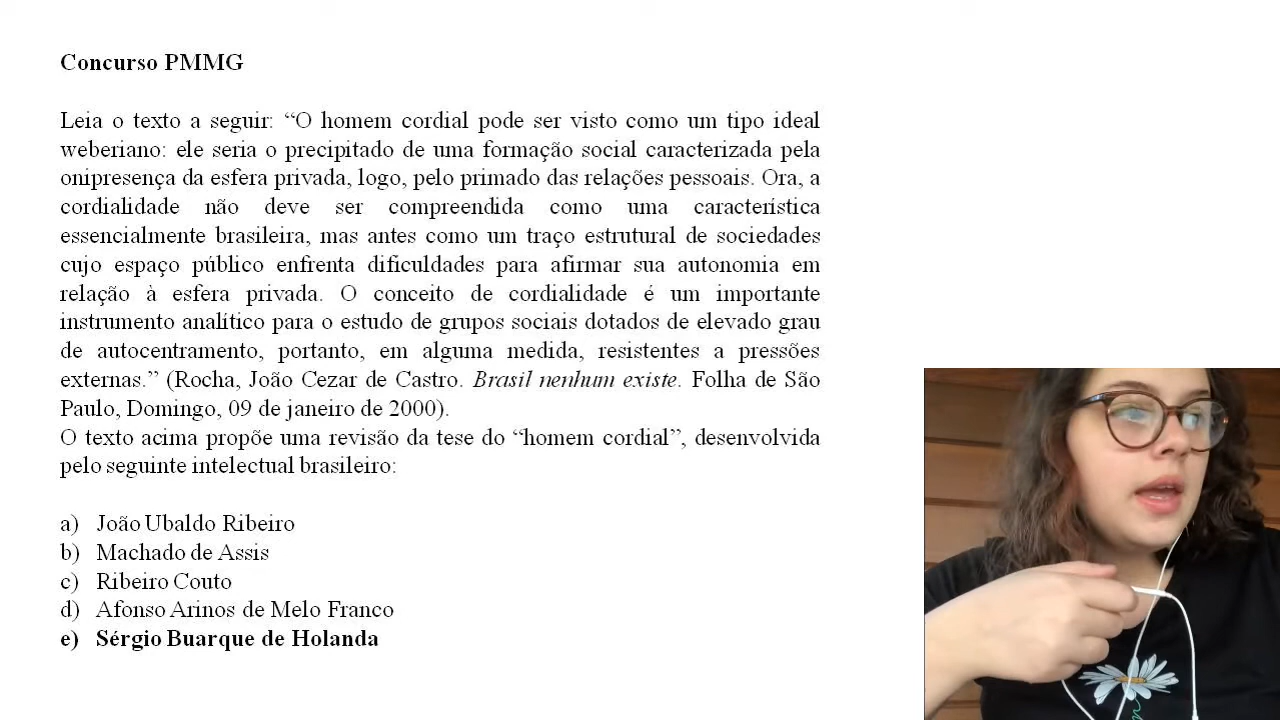 Concurso PMMG
Leia o texto a seguir: “O homem cordial pode ser visto como um tipo ideal
weberiano: ele seria o precipitado de uma formação social caracterizada pela
onipresença da esfera privada, logo, pelo primado das relações pessoais. Ora, a
cordialidade não deve ser compreendida como uma característica
essencialmente brasileira, mas antes como um traço estrutural de sociedades
cujo espaço público enfrenta dificuldades para afirmar sua autonomia em
relação à esfera privada. O conceito de cordialidade é um importante
instrumento analítico para o estudo de grupos sociais dotados de elevado grau
de autocentramento, portanto, em alguma medida, resistentes a pressões
externas.” (Rocha, João Cezar de Castro. Brasil nenhum existe. Folha de São
Paulo, Domingo, 09 de janeiro de 2000).
O texto acima propõe uma revisão da tese do “homem cordial”, desenvolvida
pelo seguinte intelectual brasileiro:
a) João Ubaldo Ribeiro
b) Machado de Assis
c) Ribeiro Couto
d) Afonso Arinos de Melo Franco
e) Sérgio Buarque de Holanda